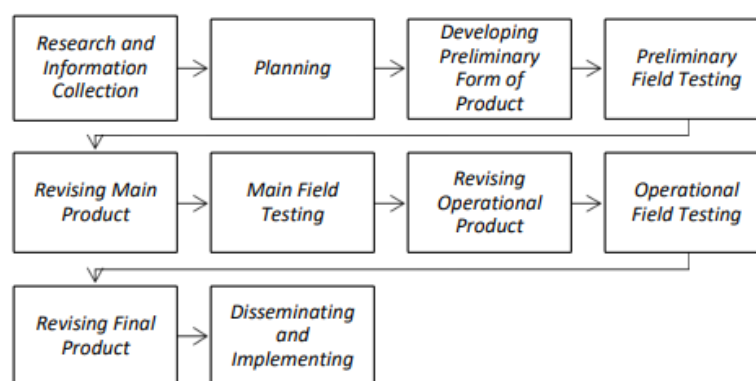 Research and
Information
Collection
Planning
Developing
Preliminary
Form of
Product
Preliminary
Field Testing
Revising Main
Product
Main Field
Testing
Revising
Operational
Product
Operational
Field Testing
Revising Final
Product
Disseminating
and
Implementing